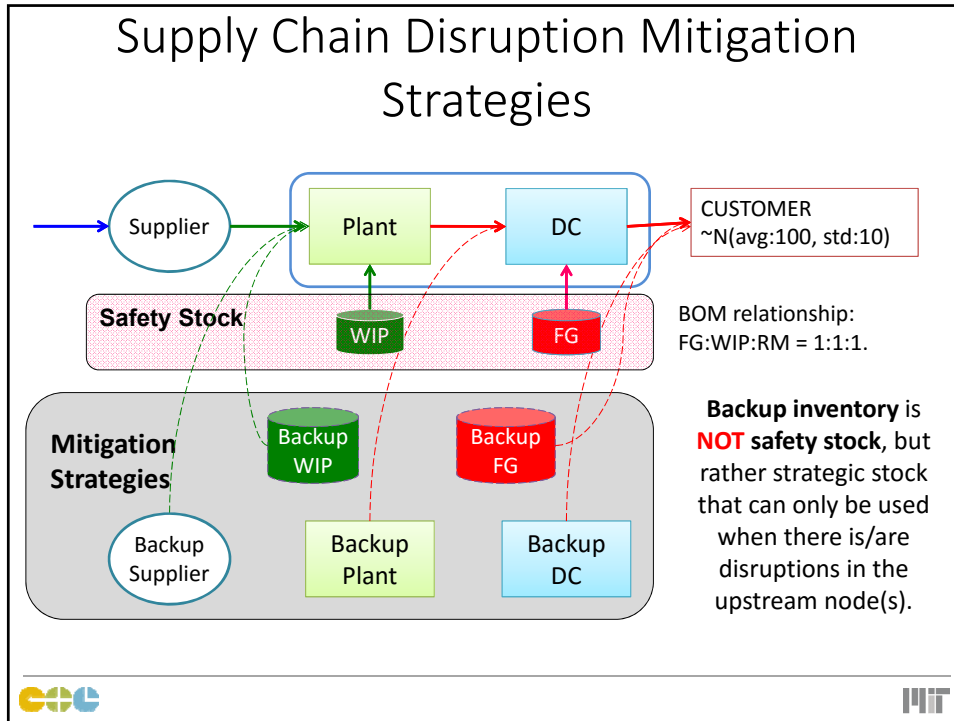 Supply Chain Disruption Mitigation
Strategies
Supplier
Plant
DC
CUSTOMER
~N(avg:100, std:10)
Safety Stock
WIP
FG
BOM relationship:
FG:WIP:RM = 1:1:1.
Mitigation
Strategies
Backup
WIP
Backup
FG
Backup
Supplier
Backup
Plant
Backup
DC
Backup inventory is
NOT safety stock, but
rather strategic stock
that can only be used
when there is/are
disruptions in the
upstream node(s).